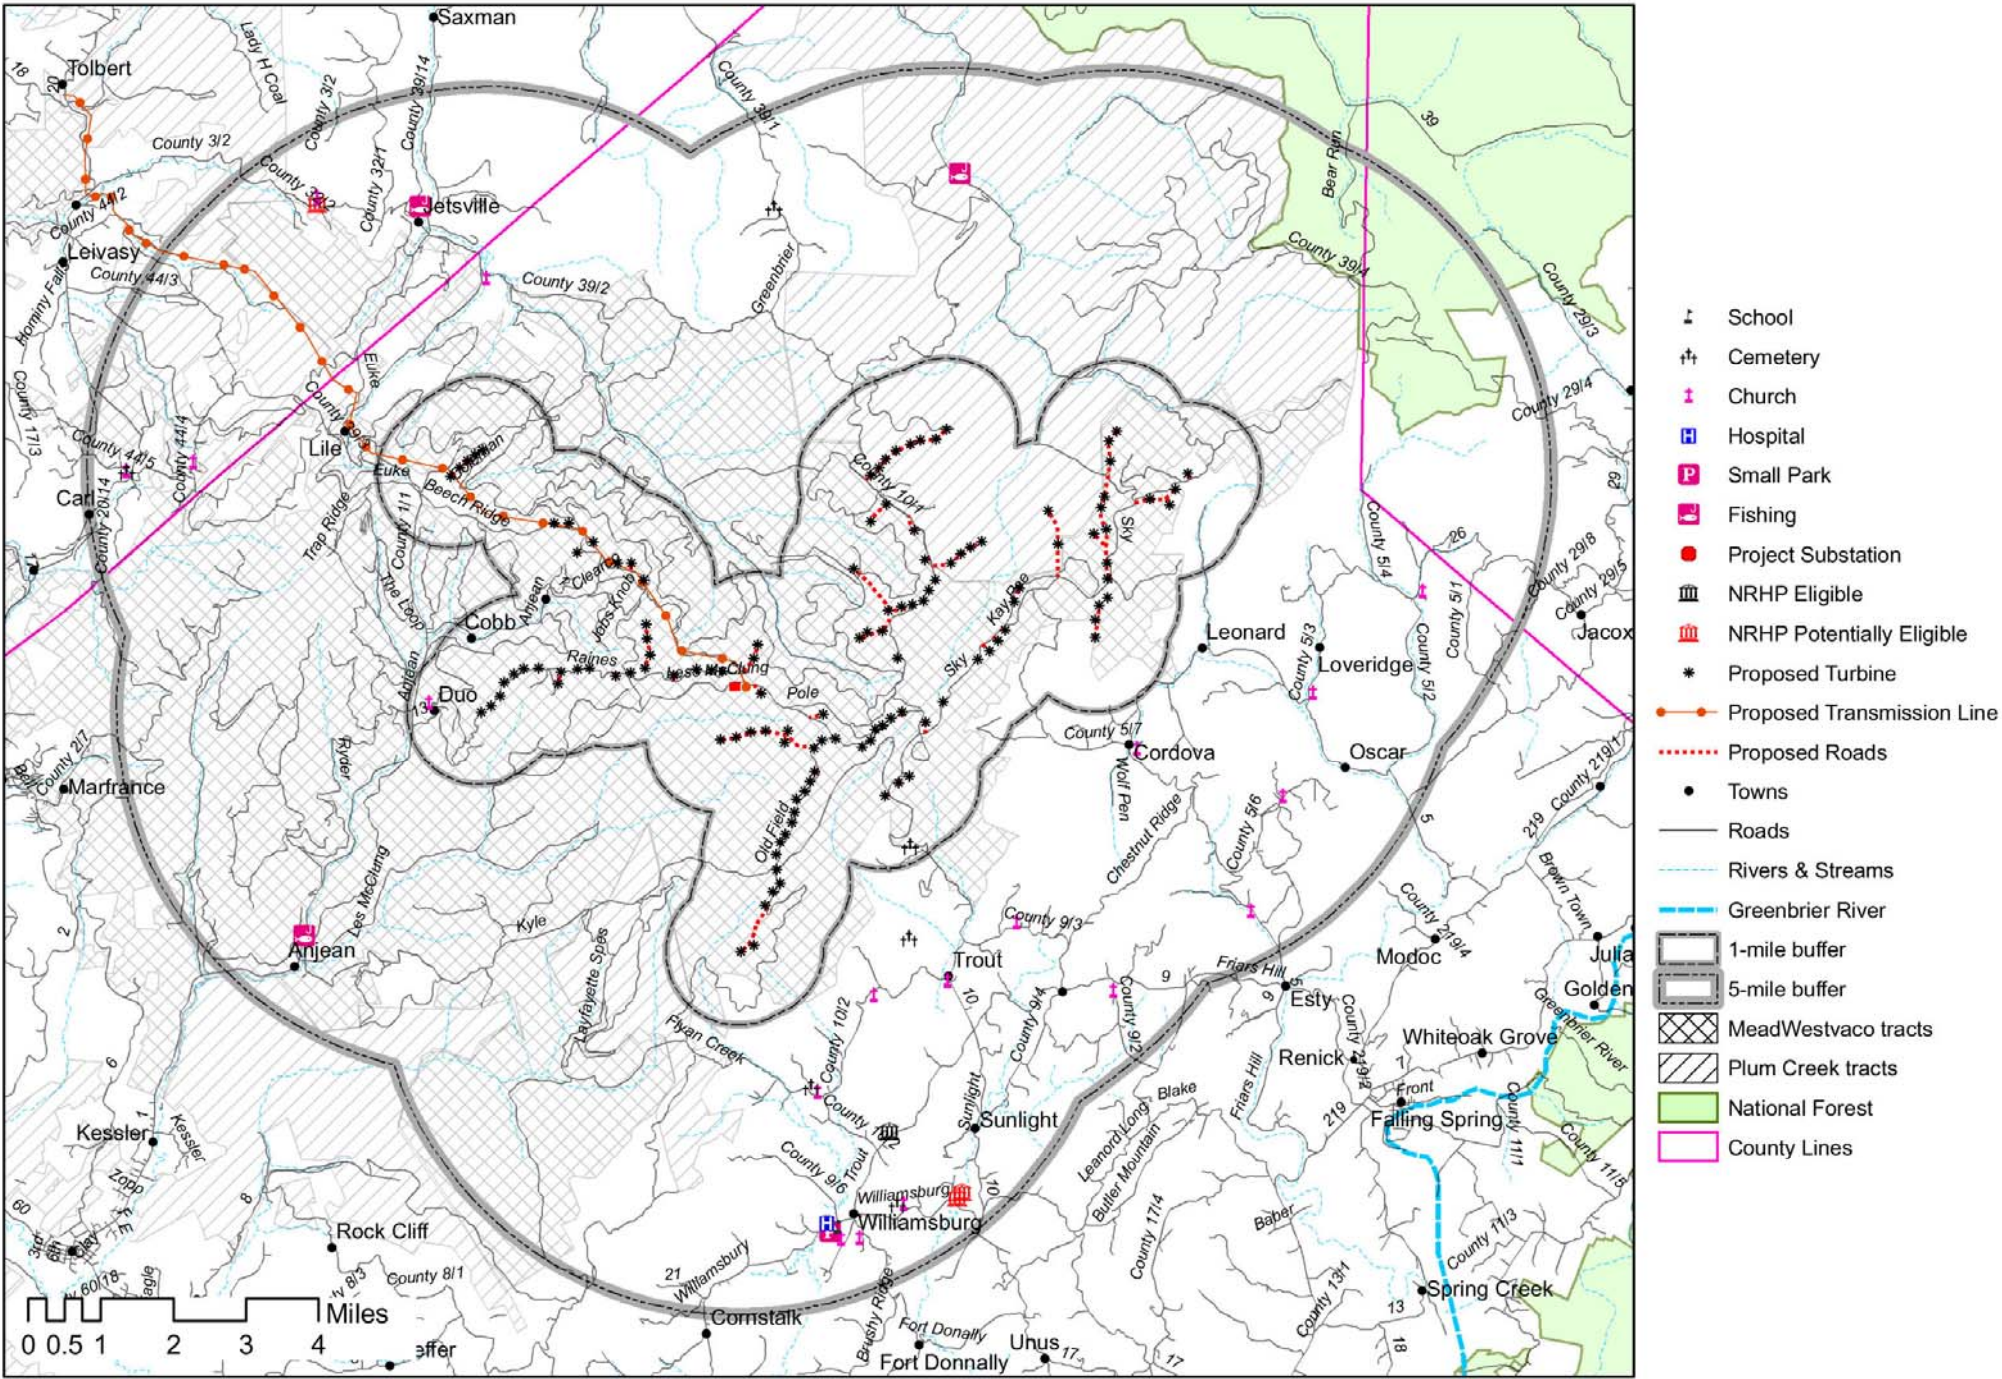 Saxman
18
Tolbert
20
Lady H Coal
County 3/2
County 39/14
County 39/1
39
County 3/2
County 32/1
Bear Run
County 44/2
Jetsville
Leivasy
County 44/3
County 39/2
Greenbrier
County 39/4
County 29/3
Hominy Falls
County 17/3
Euke
County 29/4
County 44/5
County 44/4
Lile
Euke
Beech Ridge
County 10/1
62
Carl
County 20/14
Trap Ridge
County 1/1
Sky
County 5/4
26
County 29/8
County 29/5
The Loop
Cobb
Anjean
Jobs Knob
Kay Dee
Leonard
County 5/3
Loveridge
County 5/2
County 5/1
Jacox
Raines
Sky
Anjean
Duo
Pole
County 5/7
Cordova
Oscar
County 2/7
Marfrance
Ryder
Wolf Pen
Chestnut Ridge
County 5/6
5
219
County 219/1
Old Field
Brown Town
2
Les McClung
Kyle
Anjean
Layfayette Spes
County 9/3
County 219/4
Modoc
Julia
Trout
10
9
Friars Hill
9
5
Esty
Golden
Greenbrier River
County 10/2
County 9/4
County 9/2
County 219/2
Flyan Creek
Whiteoak Grove
Renick
6
1
Kessler
Kessler
Sunlight
Sunlight
Blake
Friars Hill
219
Front
Falling Spring
County 11/1
County 11/5
Leanord Long
Butler Mountain
County 9/6
Trout
Williamsburg
10
Williamsburg
Zopp
60
8
Rock Cliff
County 17/4
Baber
County 11/3
21
Williamsbury
County 8/1
County 13/1
Spring Creek
13
18
Brushy Ridge
Cornstalk
Fort Donally
Fort Donnally
Unus
17
17
Miles
0 0.5 1 2 3 4
effer
School
Cemetery
Church
H Hospital
P Small Park
Fishing
Project Substation
NRHP Eligible
NRHP Potentially Eligible
Proposed Turbine
Proposed Transmission Line
Proposed Roads
Towns
Roads
Rivers & Streams
Greenbrier River
1-mile buffer
5-mile buffer
MeadWestvaco tracts
Plum Creek tracts
National Forest
County Lines